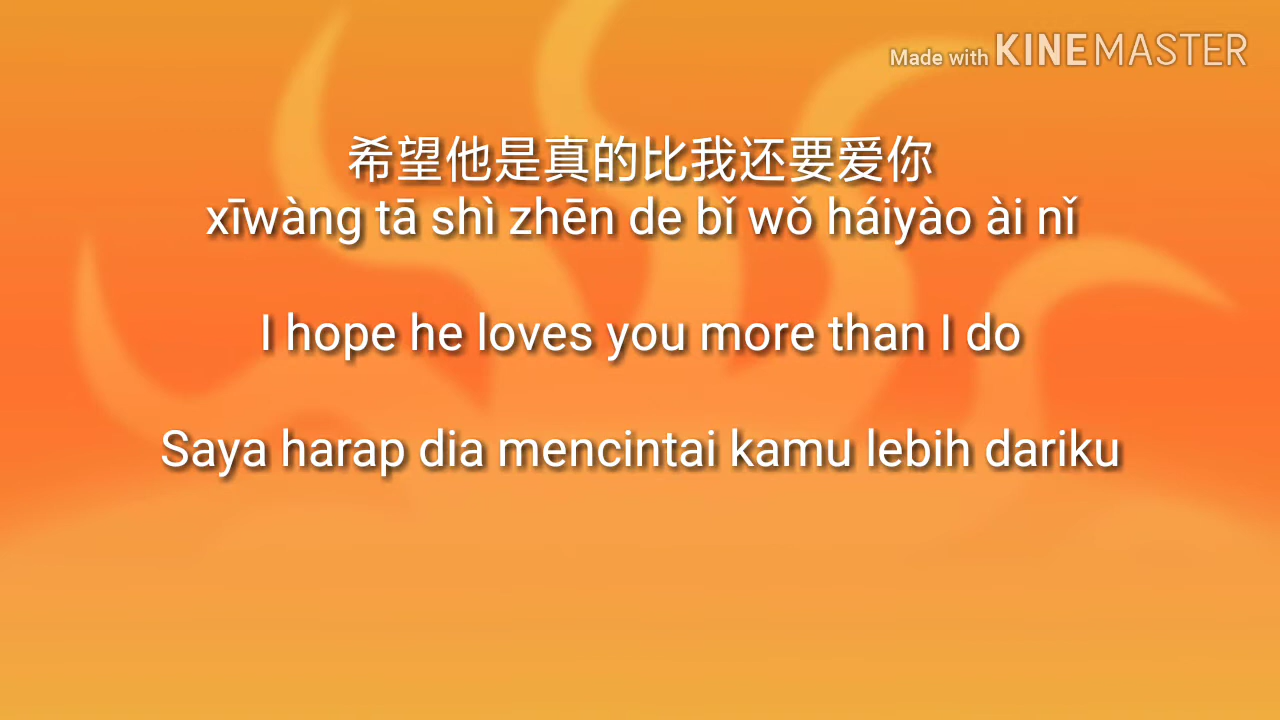 Made with KINEMASTER
希望他是真的比我还要爱你
xīwàng tā shì zhēn de bǐ wǒ háiyào ài nǐ
I hope he loves you more than I do
Saya harap dia mencintai kamu lebih dariku